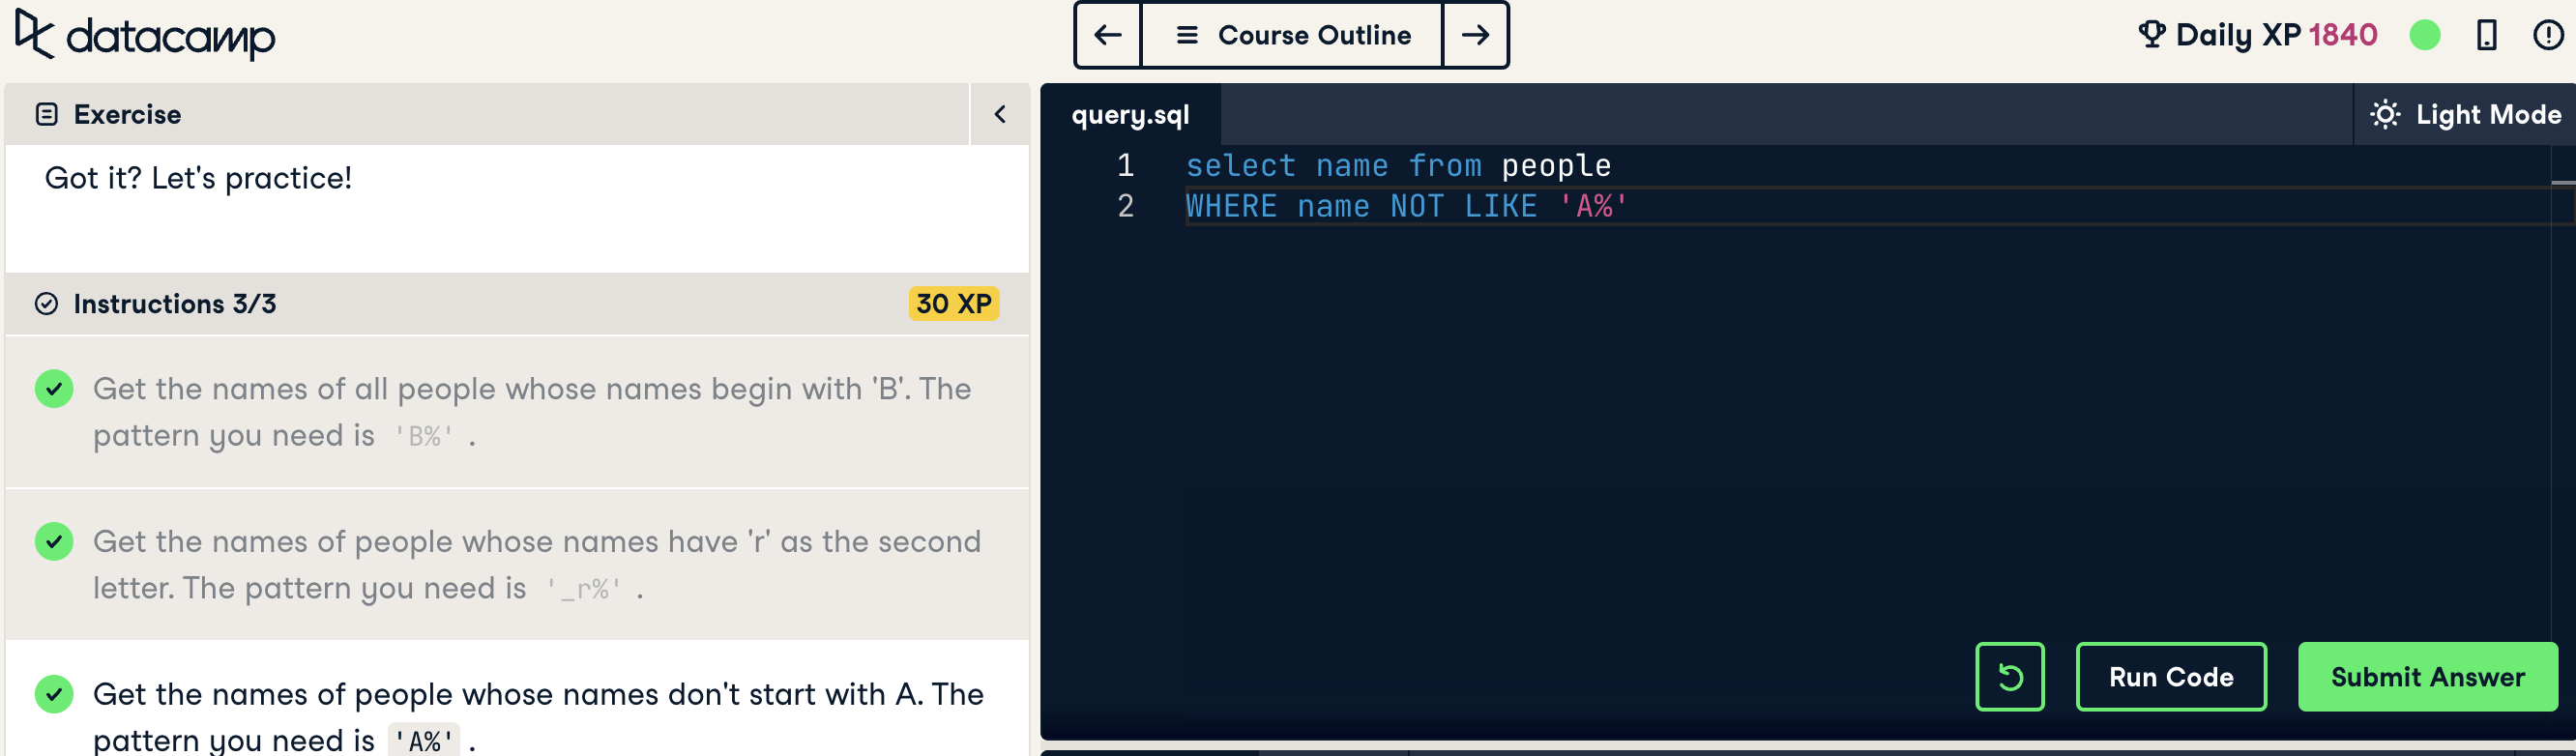 datacamp
Course Outline
Daily XP 1840
Exercise
Got it? Let's practice!
Instructions 3/3
30 XP
Get the names of all people whose names begin with 'B'. The
pattern you need is 'B%' .
Get the names of people whose names have 'r' as the second
letter. The pattern you need is '_r%' .
Get the names of people whose names don't start with A. The
pattern you need is 'A%' .
query.sql
Light Mode
1 select name from people
2 WHERE name NOT LIKE 'A%'
Run Code
Submit Answer